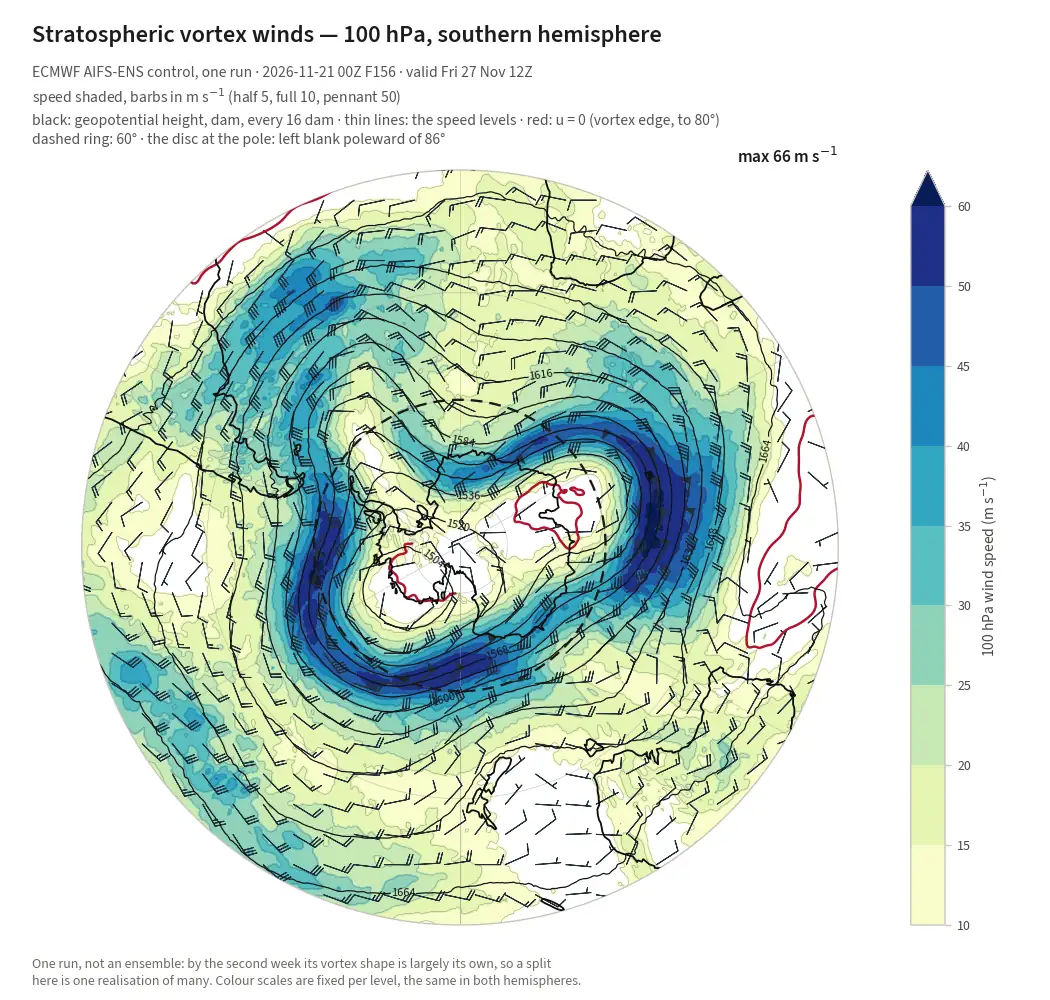 Stratospheric vortex winds — 100 hPa, southern hemisphere
ECMWF AIFS-ENS control, one run · 2026-11-21 00Z F156 · valid Fri 27 Nov 12Z
speed shaded, barbs in m s⁻¹ (half 5, full 10, pennant 50)
black: geopotential height, dam, every 16 dam · thin lines: the speed levels · red: u = 0 (vortex edge, to 80°)
dashed ring: 60° · the disc at the pole: left blank poleward of 86°
max 66 m s⁻¹
60
50
45
40
35
30
25
20
15
10
100 hPa wind speed (m s⁻¹)
1616
1584
1664
1536
1520
1504
1648
1568
1600
1664
One run, not an ensemble: by the second week its vortex shape is largely its own, so a split
here is one realisation of many. Colour scales are fixed per level, the same in both hemispheres.